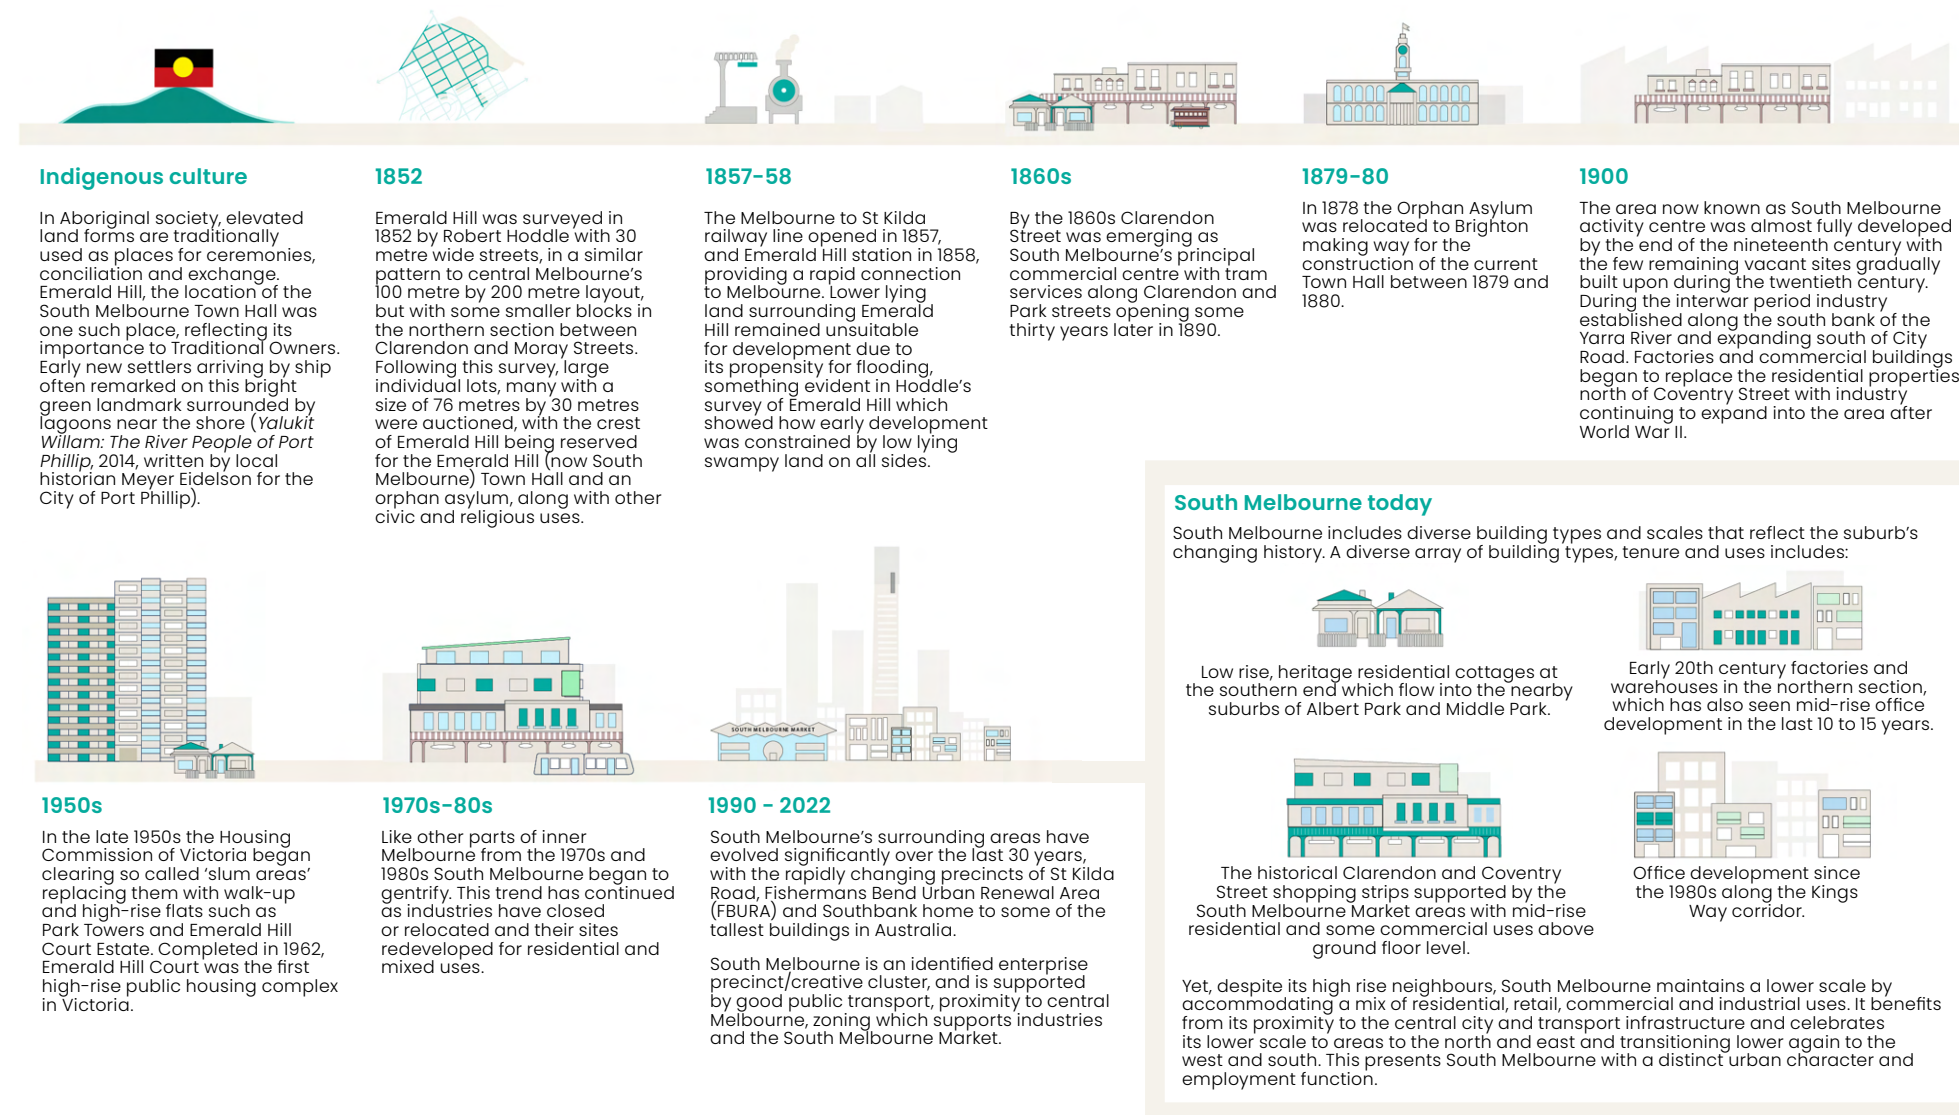 Indigenous culture
In Aboriginal society, elevated
land forms are traditionally
used as places for ceremonies,
conciliation and exchange.
Emerald Hill, the location of the
South Melbourne Town Hall was
one such place, reflecting its
importance to Traditional Owners.
Early new settlers arriving by ship
often remarked on this bright
green landmark surrounded by
lagoons near the shore (Yalukit
Willam: The River People of Port
Phillip, 2014, written by local
historian Meyer Eidelson for the
City of Port Phillip).
1852
Emerald Hill was surveyed in
1852 by Robert Hoddle with 30
metre wide streets, in a similar
pattern to central Melbourne's
100 metre by 200 metre layout,
but with some smaller blocks in
the northern section between
Clarendon and Moray Streets.
Following this survey, large
individual lots, many with a
size of 76 metres by 30 metres
were auctioned, with the crest
of Emerald Hill being reserved
for the Emerald Hill (now South
Melbourne) Town Hall and an
orphan asylum, along with other
civic and religious uses.
1857-58
The Melbourne to St Kilda
railway line opened in 1857,
and Emerald Hill station in 1858,
providing a rapid connection
to Melbourne. Lower lying
land surrounding Emerald
Hill remained unsuitable
for development due to
its propensity for flooding,
something evident in Hoddle's
survey of Emerald Hill which
showed how early development
was constrained by low lying
swampy land on all sides.
1860s
By the 1860s Clarendon
Street was emerging as
South Melbourne's principal
commercial centre with tram
services along Clarendon and
Park streets opening some
thirty years later in 1890.
1879-80
In 1878 the Orphan Asylum
was relocated to Brighton
making way for the
construction of the current
Town Hall between 1879 and
1880.
1900
The area now known as South Melbourne
activity centre was almost fully developed
by the end of the nineteenth century with
the few remaining vacant sites gradually
built upon during the twentieth century.
During the interwar period industry
established along the south bank of the
Yarra River and expanding south of City
Road. Factories and commercial buildings
began to replace the residential properties
north of Coventry Street with industry
continuing to expand into the area after
World War II.
1950s
In the late 1950s the Housing
Commission of Victoria began
clearing so called 'slum areas'
replacing them with walk-up
and high-rise flats such as
Park Towers and Emerald Hill
Court Estate. Completed in 1962,
Emerald Hill Court was the first
high-rise public housing complex
in Victoria.
1970s-80s
Like other parts of inner
Melbourne from the 1970s and
1980s South Melbourne began to
gentrify. This trend has continued
as industries have closed
or relocated and their sites
redeveloped for residential and
mixed uses.
SOUTH MELBOURNE MARKET
1990 - 2022
South Melbourne's surrounding areas have
evolved significantly over the last 30 years,
with the rapidly changing precincts of St Kilda
Road, Fishermans Bend Urban Renewal Area
(FBURA) and Southbank home to some of the
tallest buildings in Australia.
South Melbourne is an identified enterprise
precinct/creative cluster, and is supported
by good public transport, proximity to central
Melbourne, zoning which supports industries
and the South Melbourne Market.
South Melbourne today
South Melbourne includes diverse building types and scales that reflect the suburb's
changing history. A diverse array of building types, tenure and uses includes:
Low rise, heritage residential cottages at
the southern end which flow into the nearby
suburbs of Albert Park and Middle Park.
Early 20th century factories and
warehouses in the northern section,
which has also seen mid-rise office
development in the last 10 to 15 years.
The historical Clarendon and Coventry
Street shopping strips supported by the
South Melbourne Market areas with mid-rise
residential and some commercial uses above
ground floor level.
Office development since
the 1980s along the Kings
Way corridor.
Yet, despite its high rise neighbours, South Melbourne maintains a lower scale by
accommodating a mix of residential, retail, commercial and industrial uses. It benefits
from its proximity to the central city and transport infrastructure and celebrates
its lower scale to areas to the north and east and transitioning lower again to the
west and south. This presents South Melbourne with a distinct urban character and
employment function.